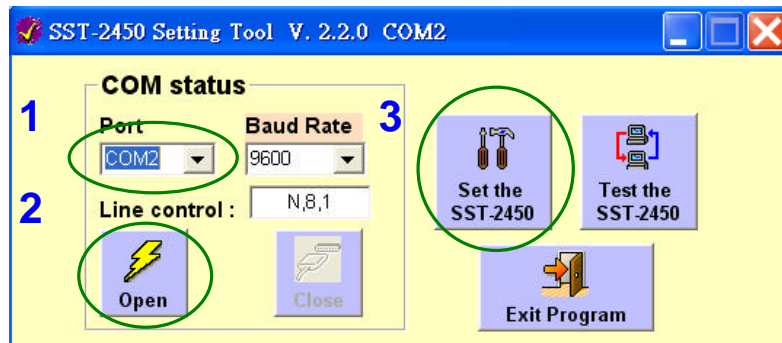 SST-2450 Setting Tool V. 2.2.0 COM2
COM status
1
Port
Baud Rate
3
COM2
9600
Set the
SST-2450
Test the
SST-2450
2
Line control :
N,8,1
Open
Close
Exit Program